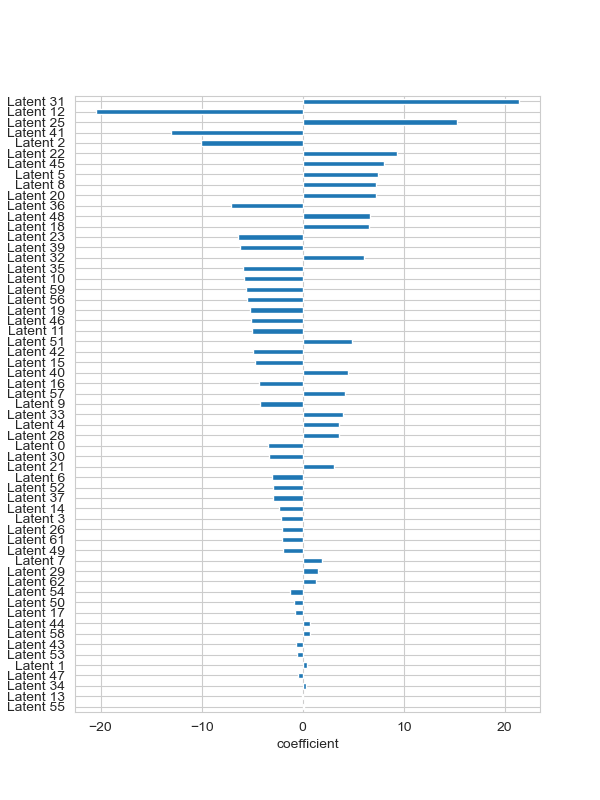 Latent 31
Latent 12
Latent 25
Latent 41
Latent 2
Latent 22
Latent 45
Latent 5
Latent 8
Latent 20
Latent 36
Latent 48
Latent 18
Latent 23
Latent 39
Latent 32
Latent 35
Latent 10
Latent 59
Latent 56
Latent 19
Latent 46
Latent 11
Latent 51
Latent 42
Latent 15
Latent 40
Latent 16
Latent 57
Latent 9
Latent 33
Latent 4
Latent 28
Latent 0
Latent 30
Latent 21
Latent 6
Latent 52
Latent 37
Latent 14
Latent 3
Latent 26
Latent 61
Latent 49
Latent 7
Latent 29
Latent 62
Latent 54
Latent 50
Latent 17
Latent 44
Latent 58
Latent 43
Latent 53
Latent 1
Latent 47
Latent 34
Latent 13
Latent 55
−20 −10 0 10 20
coefficient